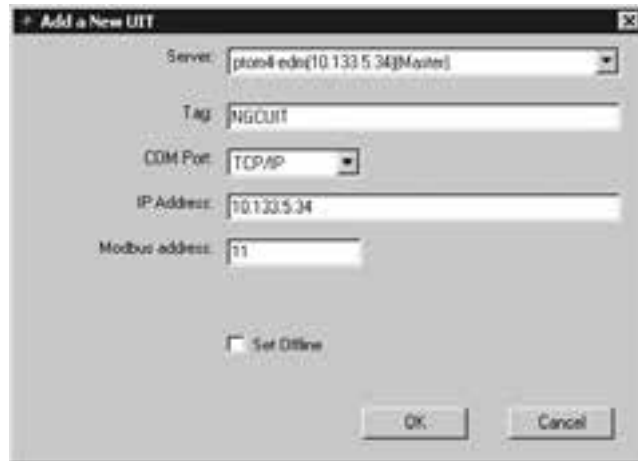 Add a New UIT
Server: ptom4-edm(10.133.5.34)[Master]
Tag: NGCUIT
COM Port: TCP/IP
IP Address: 10.133.5.34
Modbus address: 11
Set Offline
OK Cancel